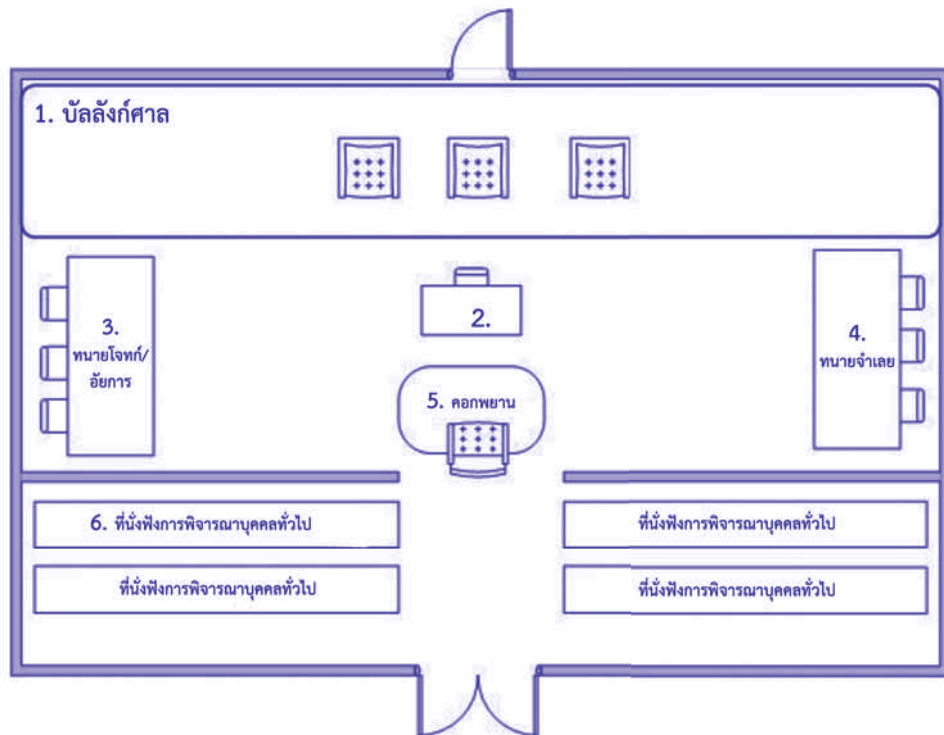 1. บัลลังก์ศาล
2.
3.
ทนายโจทก์/
อัยการ
4.
ทนายจำเลย
5. คอกพยาน
6. ที่นั่งฟังการพิจารณาบุคคลทั่วไป
ที่นั่งฟังการพิจารณาบุคคลทั่วไป
ที่นั่งฟังการพิจารณาบุคคลทั่วไป
ที่นั่งฟังการพิจารณาบุคคลทั่วไป